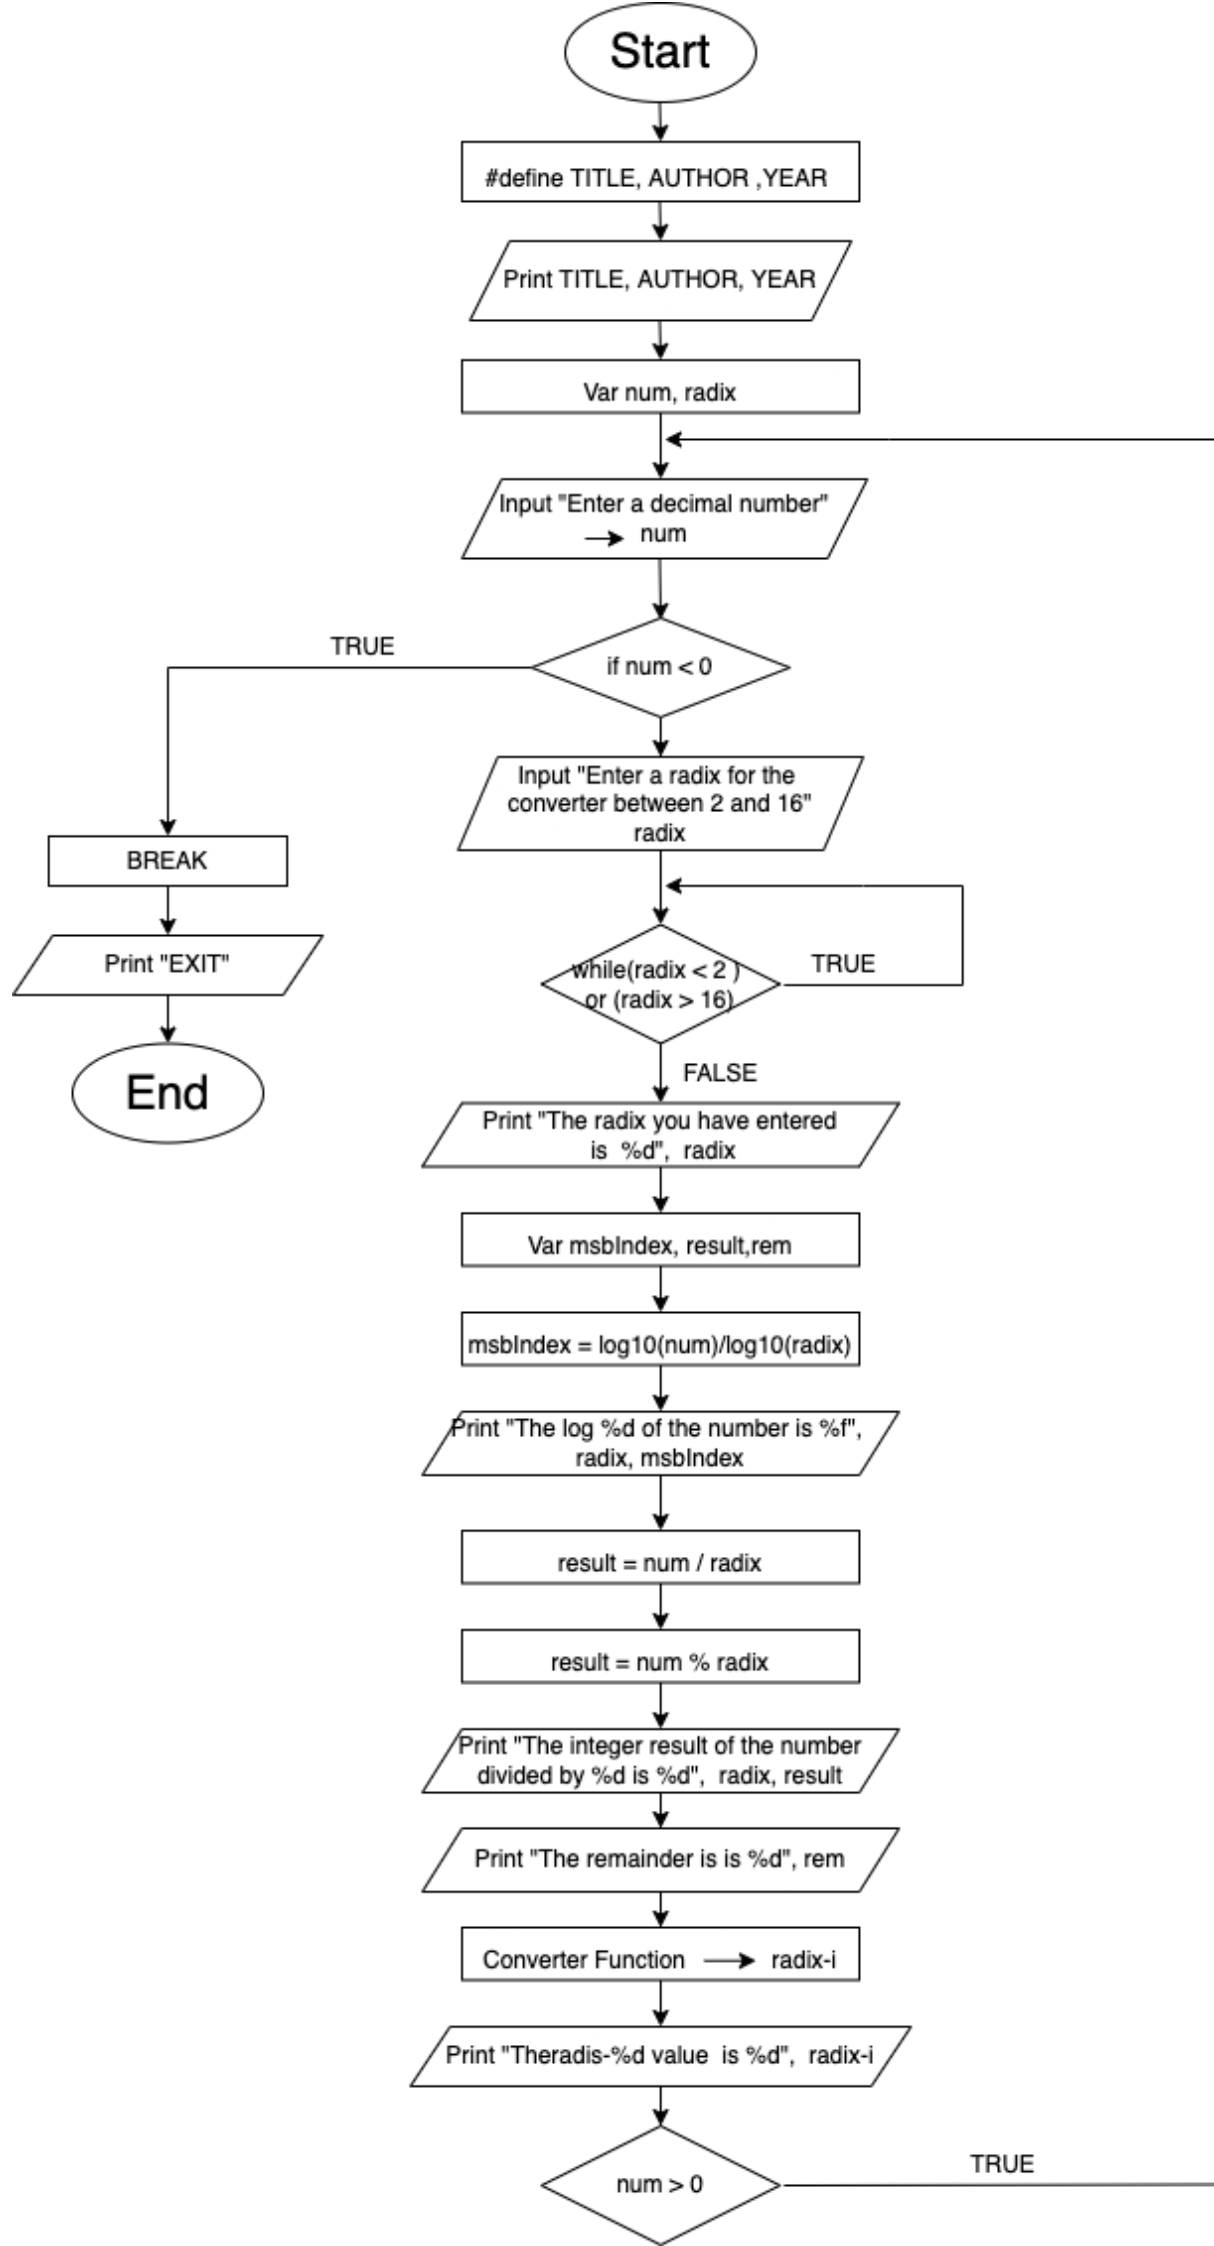 Start
#define TITLE, AUTHOR ,YEAR
Print TITLE, AUTHOR, YEAR
Var num, radix
Input "Enter a decimal number"
num
TRUE
if num < 0
Input "Enter a radix for the
converter between 2 and 16"
radix
BREAK
Print "EXIT"
End
while(radix < 2 )
or (radix > 16)
TRUE
FALSE
Print "The radix you have entered
is %d", radix
Var msbIndex, result,rem
msbIndex = log10(num)/log10(radix)
Print "The log %d of the number is %f",
radix, msbIndex
result = num / radix
result = num % radix
Print "The integer result of the number
divided by %d is %d", radix, result
Print "The remainder is is %d", rem
Converter Function radix-i
Print "Theradis-%d value is %d", radix-i
num > 0
TRUE